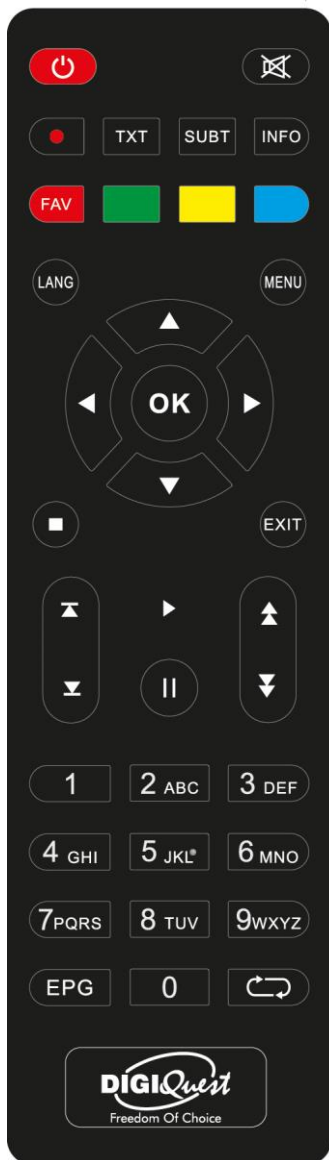 TXT SUBT INFO
FAV
LANG MENU
OK
EXIT
1 2 ABC 3 DEF
4 GHI 5 JKL 6 MNO
7PQRS 8 TUV 9WXYZ
EPG 0
DIGIQuest
Freedom Of Choice